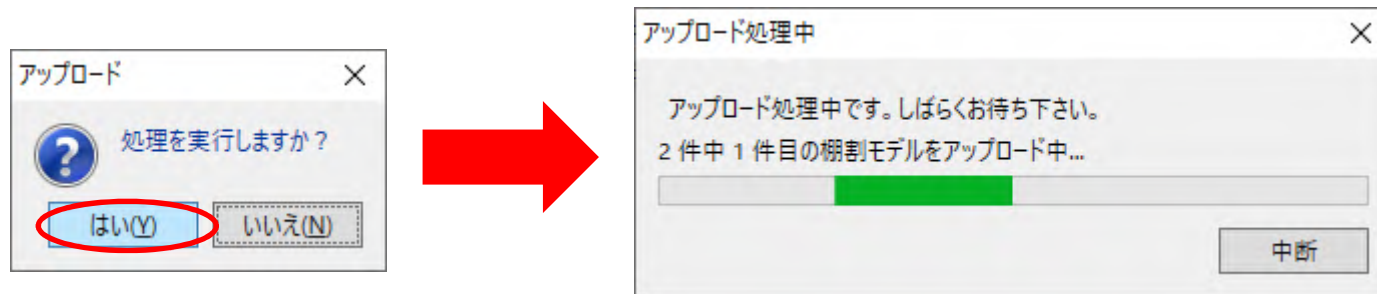 アップロード
処理を実行しますか？
はい(Y)
いいえ(N)
アップロード処理中
アップロード処理中です。しばらくお待ち下さい。
2 件中 1 件目の棚割モデルをアップロード中...
中断